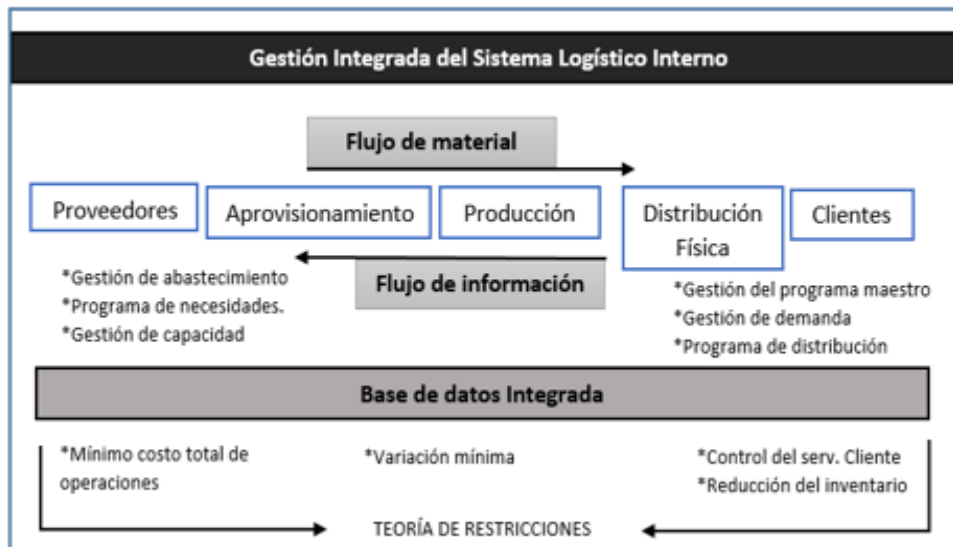 Gestión Integrada del Sistema Logístico Interno
Flujo de material
Proveedores
Aprovisionamiento
Producción
Distribución
Física
Clientes
Flujo de información
*Gestión de abastecimiento
*Programa de necesidades.
*Gestión de capacidad
*Gestión del programa maestro
*Gestión de demanda
*Programa de distribución
Base de datos Integrada
*Mínimo costo total de
operaciones
*Variación mínima
*Control del serv. Cliente
*Reducción del inventario
TEORÍA DE RESTRICCIONES